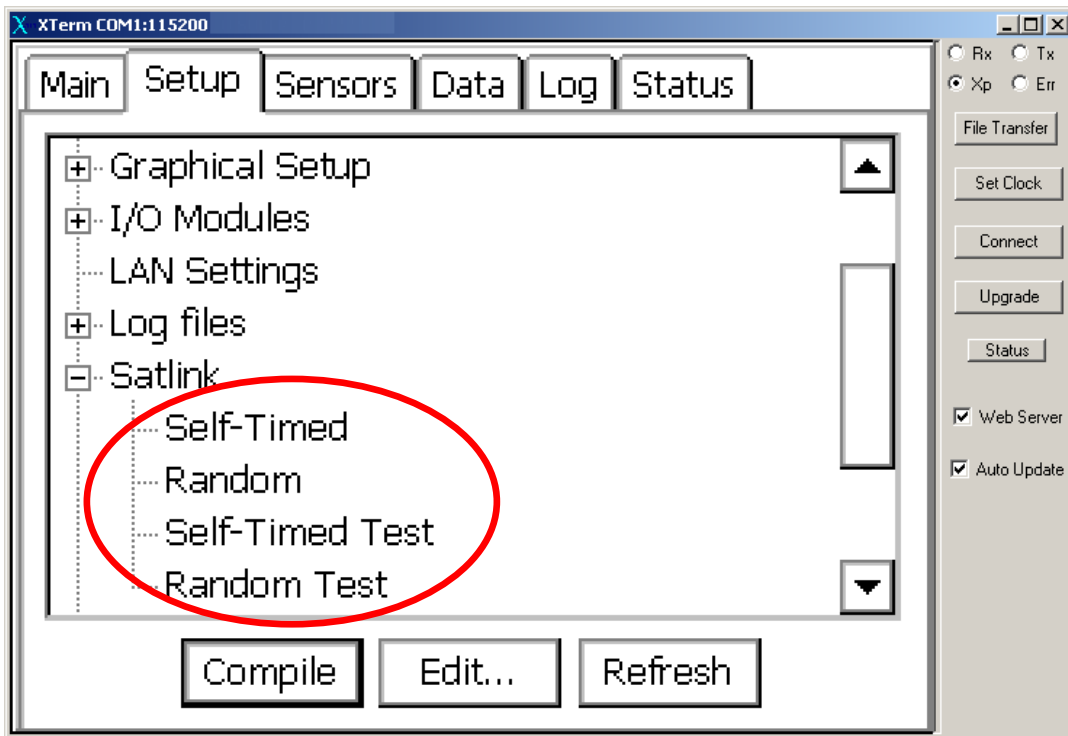 XTerm COM1:115200
Main Setup Sensors Data Log Status
Graphical Setup
I/O Modules
LAN Settings
Log files
Satlink
Self-Timed
Random
Self-Timed Test
Random Test
Compile Edit... Refresh
Rx Tx
Xp Err
File Transfer
Set Clock
Connect
Upgrade
Status
Web Server
Auto Update